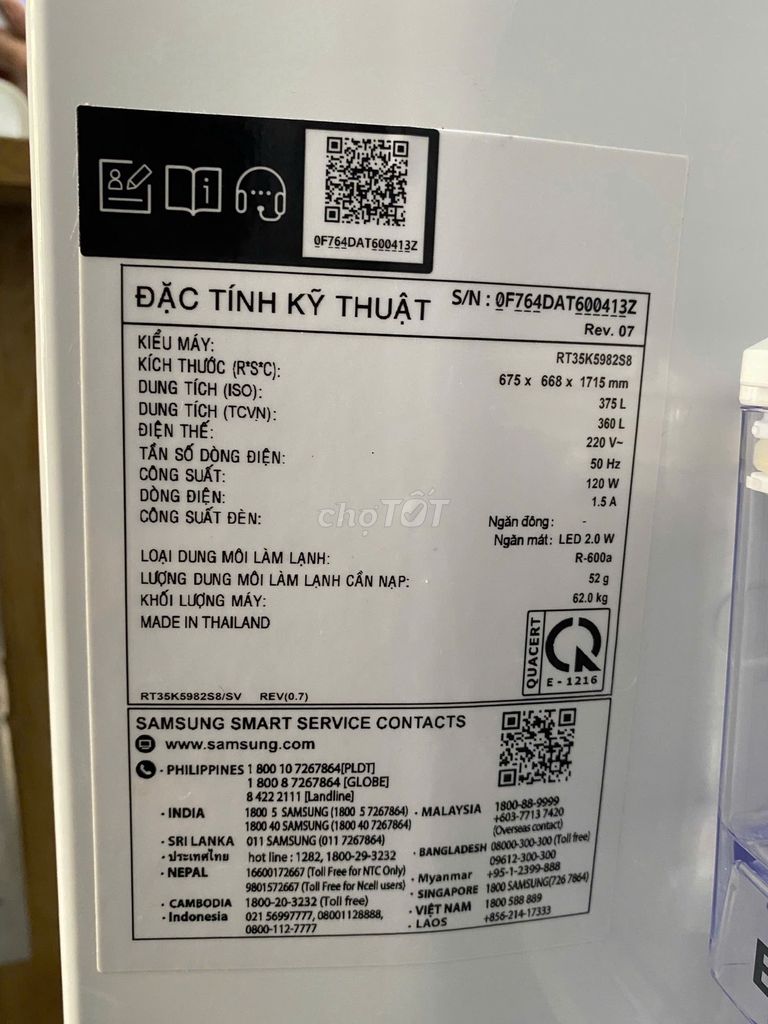 0F764DAT600413Z
ĐẶC TÍNH KỸ THUẬT S/N : 0F764DAT600413Z
Rev. 07
KIỂU MÁY: RT35K5982S8
KÍCH THƯỚC (R*S*C): 675 x 668 x 1715 mm
DUNG TÍCH (ISO): 375 L
DUNG TÍCH (TCVN): 360 L
ĐIỆN THẾ: 220 V~
TẦN SỐ DÒNG ĐIỆN: 50 Hz
CÔNG SUẤT: 120 W
DÒNG ĐIỆN: 1.5 A
CÔNG SUẤT ĐÈN: Ngăn đông: -
Ngăn mát: LED 2.0 W
LOẠI DUNG MÔI LÀM LẠNH: R-600a
LƯỢNG DUNG MÔI LÀM LẠNH CẦN NẠP: 52 g
KHỐI LƯỢNG MÁY: 62.0 kg
MADE IN THAILAND
QUACERT
E - 1216
RT35K5982S8/SV REV(0.7)
chợTỐT
SAMSUNG SMART SERVICE CONTACTS
www.samsung.com
· PHILIPPINES 1 800 10 7267864[PLDT]
1 800 8 7267864 [GLOBE]
8 422 2111 [Landline]
· INDIA 1800 5 SAMSUNG (1800 5 7267864)
1800 40 SAMSUNG (1800 40 7267864)
· SRI LANKA 011 SAMSUNG (011 7267864)
· ประเทศไทย hot line : 1282, 1800-29-3232
· NEPAL 16600172667 (Toll Free for NTC Only)
9801572667 (Toll Free for Ncell users)
· CAMBODIA 1800-20-3232 (Toll free)
· Indonesia 021 56997777, 08001128888,
0800-112-7777
· MALAYSIA 1800-88-9999
+603-7713 7420
(Overseas contact)
· BANGLADESH 08000-300-300 (Toll free)
09612-300-300
· Myanmar +95-1-2399-888
· SINGAPORE 1800 SAMSUNG(726 7864)
· VIỆT NAM 1800 588 889
· LAOS +856-214-17333